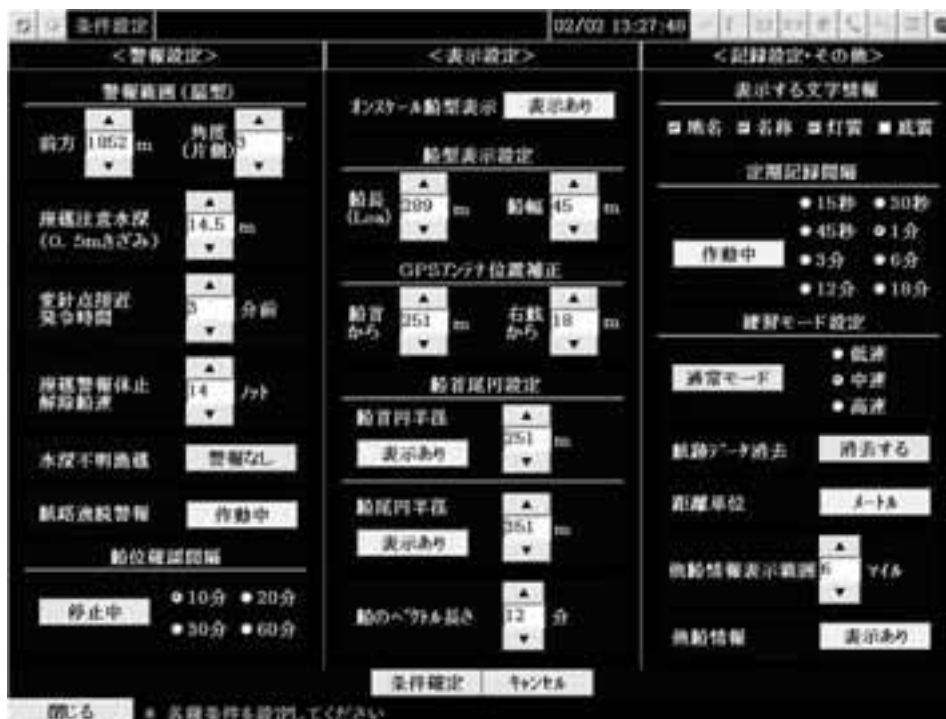 条件設定
02/02 13:27:48
＜警報設定＞
警報範囲(扇型)
前方 1852 m 角度(片側) 3 °
座礁注意水深
(0.5mきざみ) 14.5 m
変針点接近
発令時間 3 分前
座礁警報休止
解除船速 14 ノット
水深不明漁礁 警報なし
航路逸脱警報 作動中
船位確認間隔
停止中 10分 20分
30分 60分
＜表示設定＞
オンスケール船型表示 表示あり
船型表示設定
船長(Loa) 289 m 船幅 45 m
GPSアンテナ位置補正
船首から 251 m 右舷から 18 m
船首尾円設定
船首円半径 251 m
表示あり
船尾円半径 351 m
表示あり
船のベクトル長さ 12 分
＜記録設定・その他＞
表示する文字情報
地名 名称 灯質 底質
定期記録間隔
15秒 30秒
45秒 1分
作動中 3分 6分
12分 18分
練習モード設定
低速
通常モード 中速
高速
航跡データ消去 消去する
距離単位 メートル
他船情報表示範囲 6 マイル
他船情報 表示あり
条件確定 キャンセル
閉じる * 各種条件を設定してください